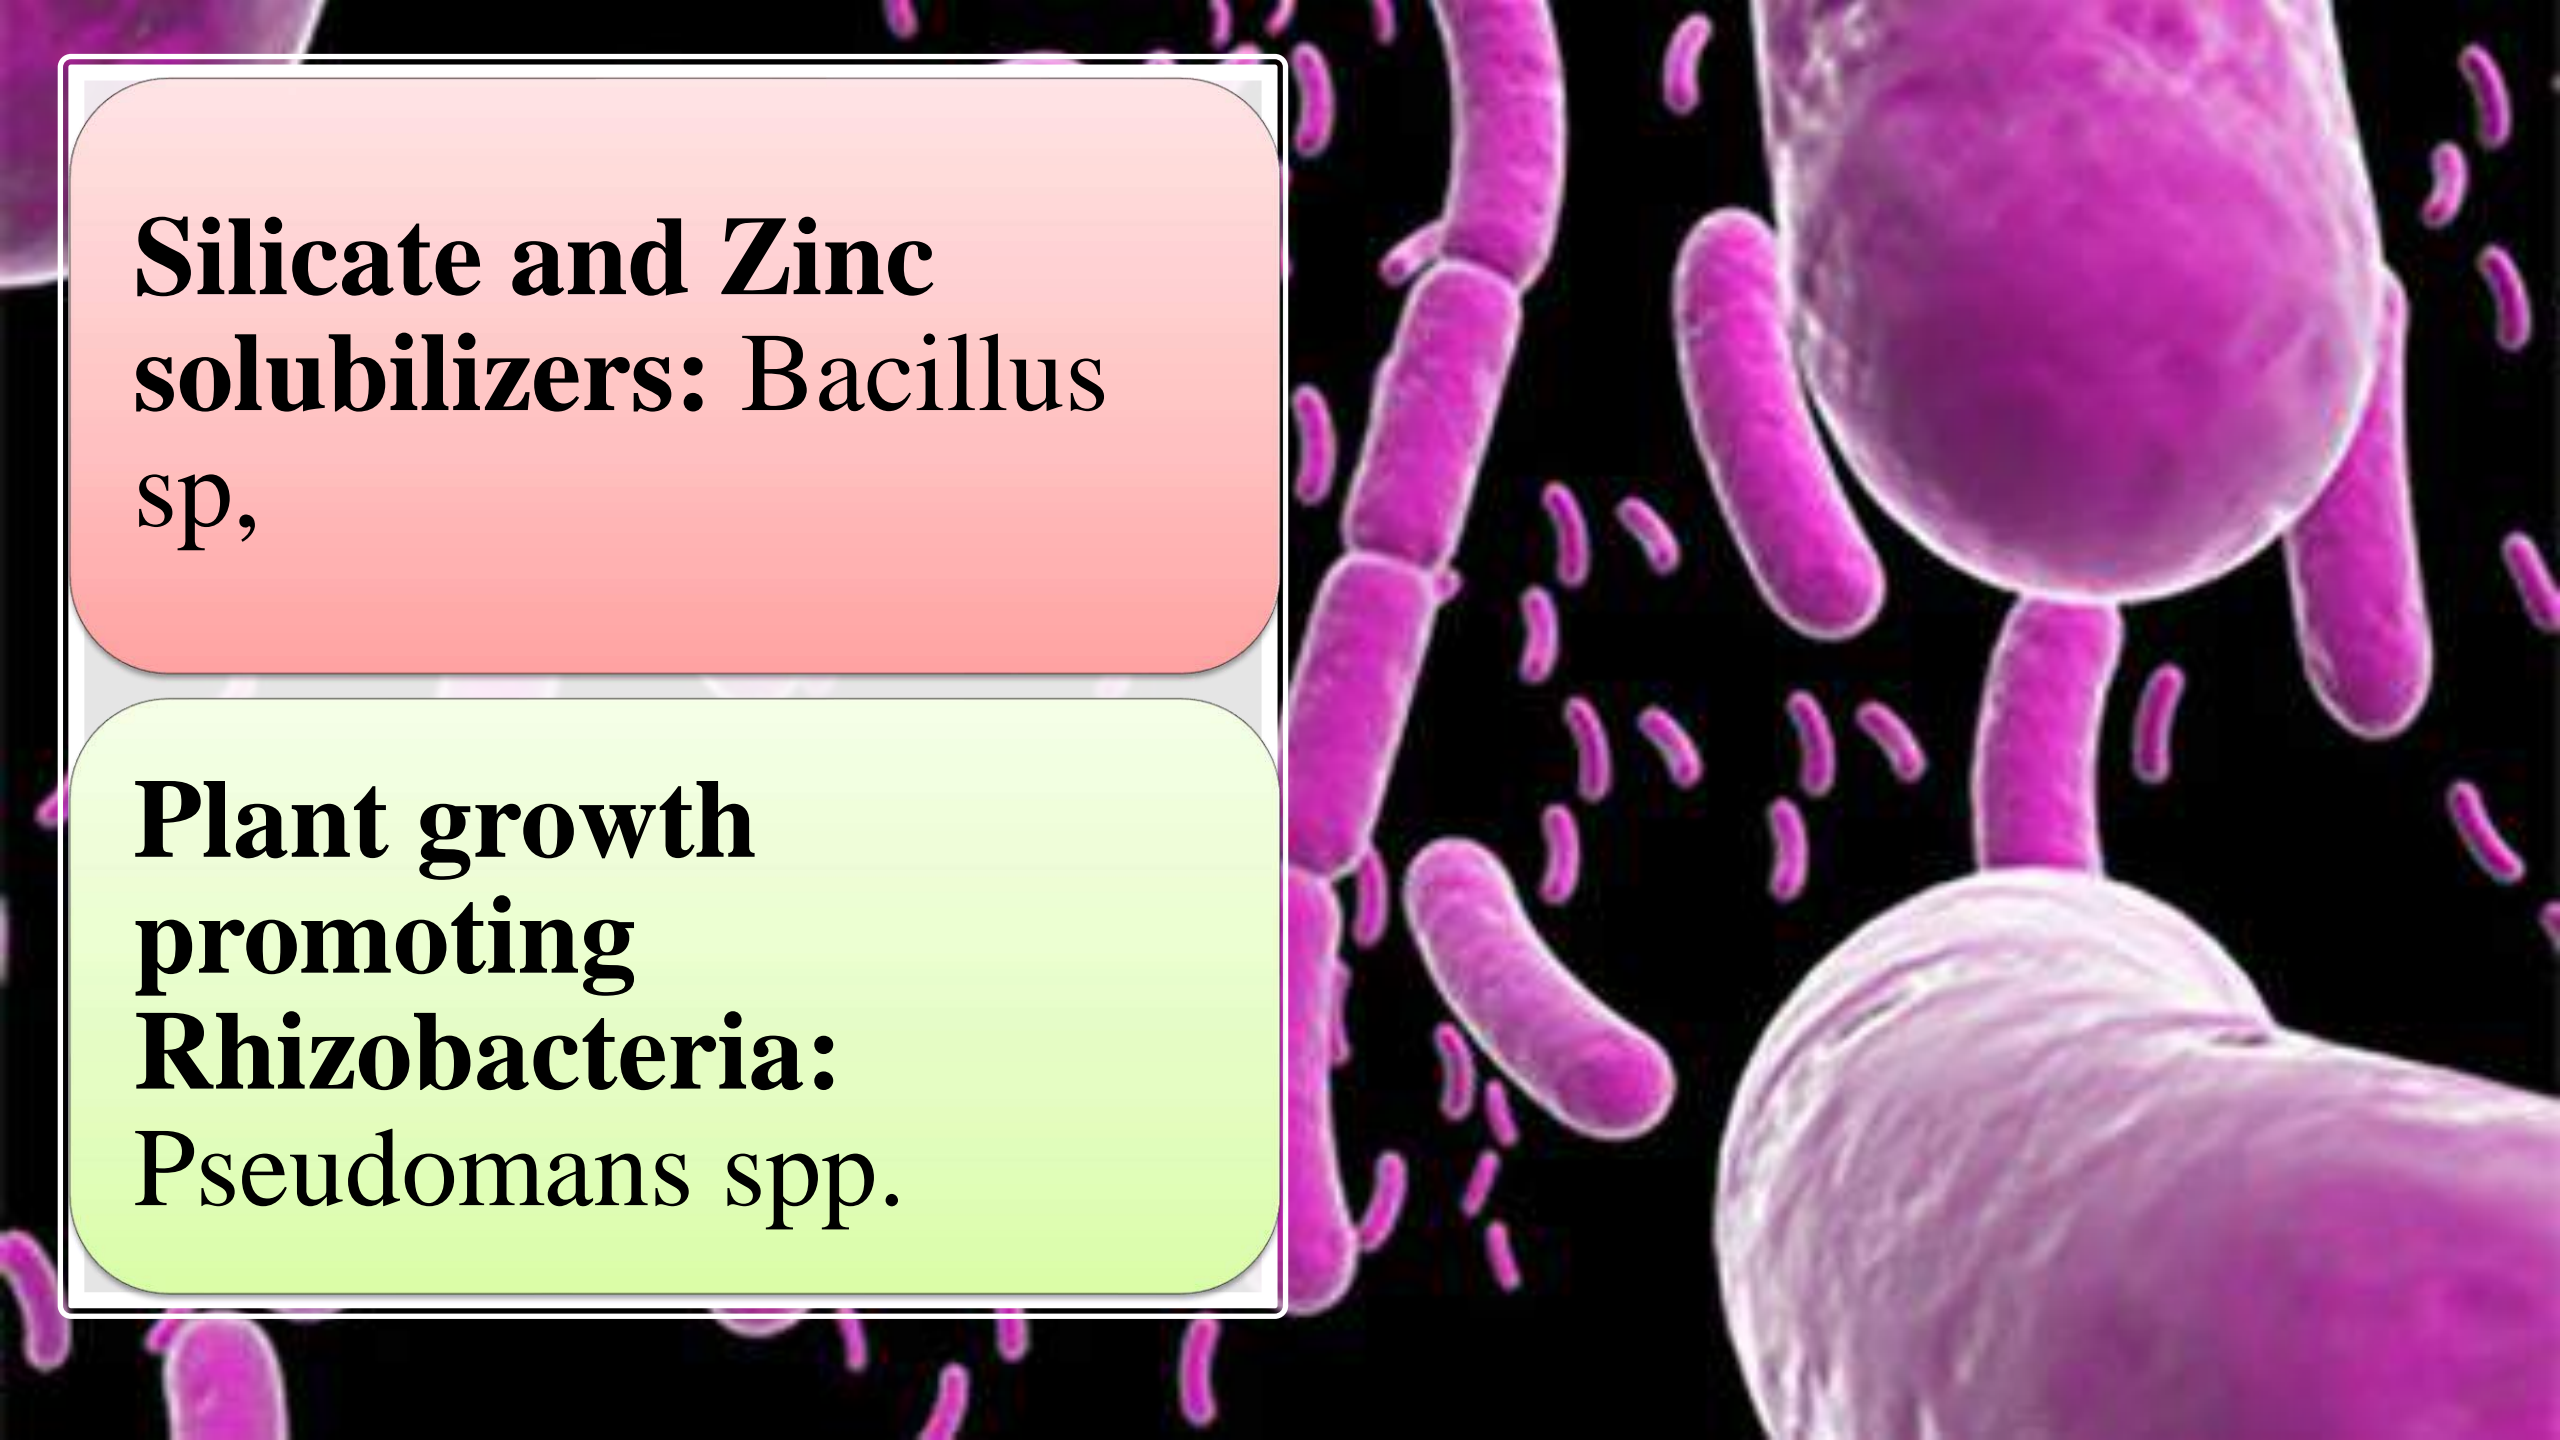 Silicate and Zinc
solubilizers: Bacillus
sp,
Plant growth
promoting
Rhizobacteria:
Pseudomans spp.